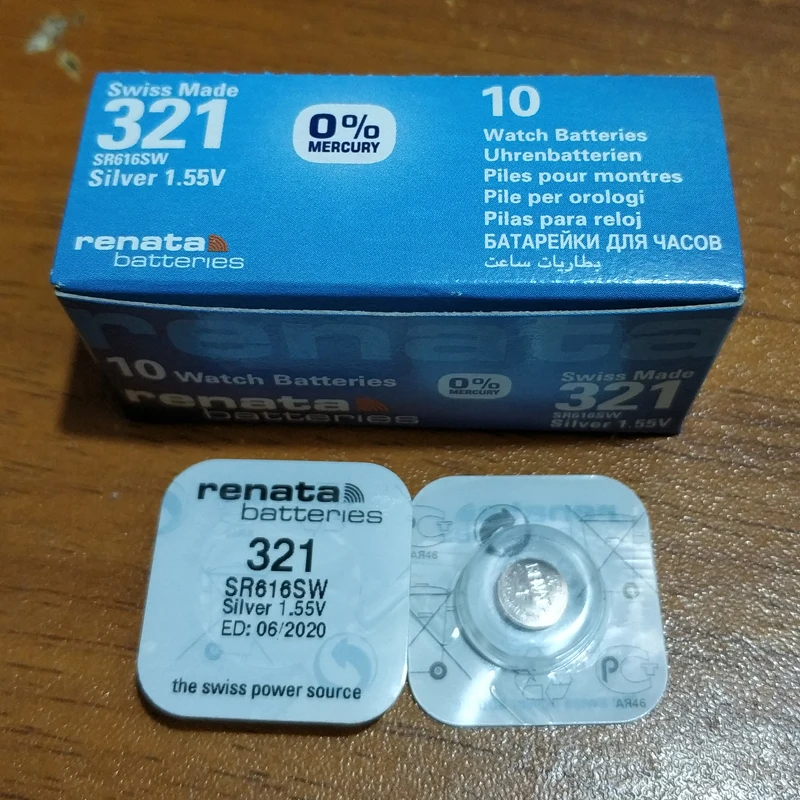 Swiss Made
321
SR616SW
Silver 1.55V
renata
batteries
0%
MERCURY
10
Watch Batteries
Uhrenbatterien
Piles pour montres
Pile per orologi
Pilas para reloj
БАТАРЕЙКИ ДЛЯ ЧАСОВ
بطاريات ساعت
renata
10 Watch Batteries
renata
batteries
0%
MERCURY
Swiss Made
321
SR616SW
Silver 1.55V
renata
batteries
321
SR616SW
Silver 1.55V
ED: 06/2020
the swiss power source
AR46
AR46